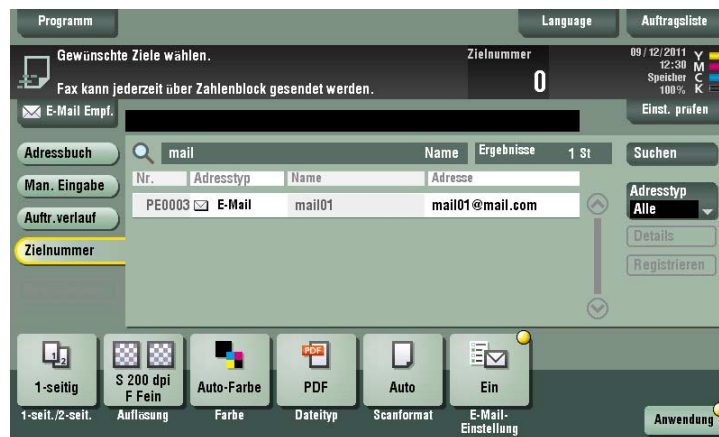 Programm
Language
Auftragsliste
Gewünschte Ziele wählen.
Fax kann jederzeit über Zahlenblock gesendet werden.
Zielnummer
0
09/12/2011
12:30
Speicher
100%
Y
M
C
K
E-Mail Empf.
Einst. prüfen
Adressbuch
mail
Name
Ergebnisse
1 St
Suchen
Man. Eingabe
Nr.
Adresstyp
Name
Adresse
PE0003
E-Mail
mail01
mail01@mail.com
Adresstyp
Alle
Auftr.verlauf
Zielnummer
Details
Registrieren
1-seitig
S 200 dpi
F Fein
Auto-Farbe
PDF
PDF
Auto
Ein
1-seit./2-seit.
Auflösung
Farbe
Dateityp
Scanformat
E-Mail-
Einstellung
Anwendung